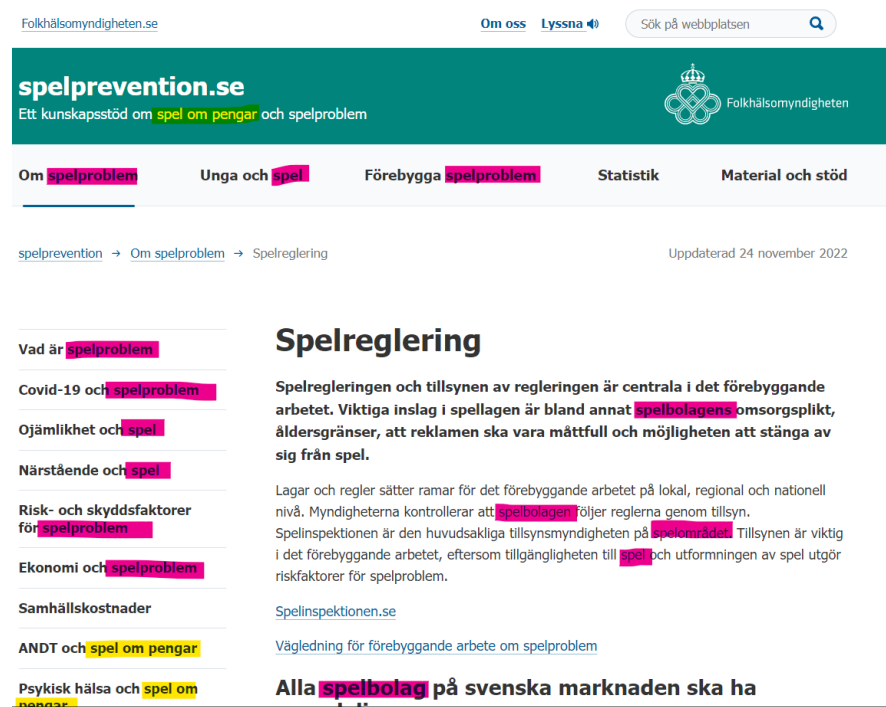 Folkhälsomyndigheten.se
Om oss Lyssna
Sök på webbplatsen
spelprevention.se
Ett kunskapsstöd om spel om pengar och spelproblem
Folkhälsomyndigheten
Om spelproblem
Unga och spel
Förebygga spelproblem
Statistik
Material och stöd
spelprevention → Om spelproblem → Spelreglering
Uppdaterad 24 november 2022
Vad är spelproblem
Covid-19 och spelproblem
Ojämlikhet och spel
Närstående och spel
Risk- och skyddsfaktorer
för spelproblem
Ekonomi och spelproblem
Samhällskostnader
ANDT och spel om pengar
Psykisk hälsa och spel om
pengar
Spelreglering
Spelregleringen och tillsynen av regleringen är centrala i det förebyggande
arbetet. Viktiga inslag i spellagen är bland annat spelbolagens omsorgsplikt,
åldersgränser, att reklamen ska vara måttfull och möjligheten att stänga av
sig från spel.
Lagar och regler sätter ramar för det förebyggande arbetet på lokal, regional och nationell
nivå. Myndigheterna kontrollerar att spelbolagen följer reglerna genom tillsyn.
Spelinspektionen är den huvudsakliga tillsynsmyndigheten på spelområdet. Tillsynen är viktig
i det förebyggande arbetet, eftersom tillgängligheten till spel och utformningen av spel utgör
riskfaktorer för spelproblem.
Spelinspektionen.se
Vägledning för förebyggande arbete om spelproblem
Alla spelbolag på svenska marknaden ska ha